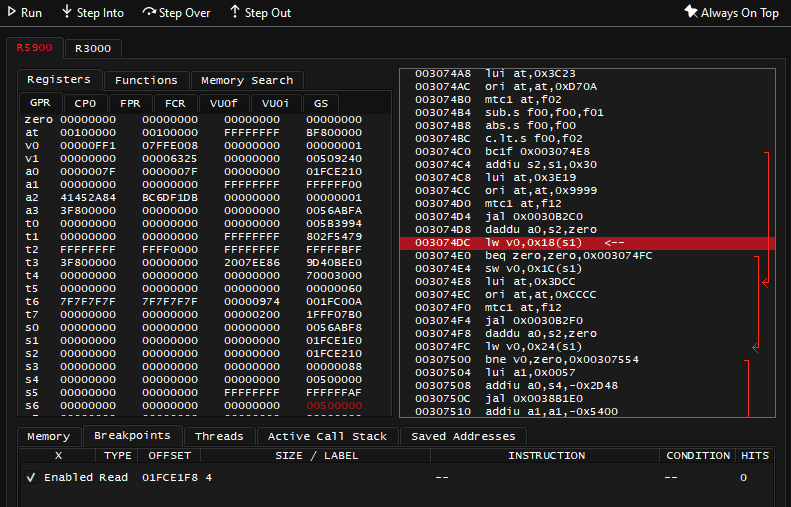 Run Step Into Step Over Step Out Always On Top
R5900 R3000
Registers Functions Memory Search
GPR CP0 FPR FCR VU0f VU0i GS
zero 00000000 00000000 00000000 00000000
at 00100000 00100000 FFFFFFFF BF800000
v0 00000FF1 07FFE008 00000000 00000001
v1 00000000 00006325 00000000 00509240
a0 0000007F 0000007F 00000000 01FCE210
a1 00000000 00000000 FFFFFFFF FFFFFF00
a2 41452A84 BC6DF1DB 00000000 00000001
a3 3F800000 00000000 00000000 0056ABFA
t0 00000000 00000000 00000000 005B3994
t1 00000000 00000000 FFFFFFFF 802F5479
t2 FFFFFFFF FFFF0000 FFFFFFFF FFFFFBFF
t3 3F800000 00000000 2007EE86 9D40BEE0
t4 00000000 00000000 00000000 70003000
t5 00000000 00000000 00000000 00000060
t6 7F7F7F7F 7F7F7F7F 00000974 001FC00A
t7 00000000 00000000 00000200 1FFF07B0
s0 00000000 00000000 00000000 0056ABF8
s1 00000000 00000000 00000000 01FCE1E0
s2 00000000 00000000 00000000 01FCE210
s3 00000000 00000000 00000000 00000088
s4 00000000 00000000 00000000 00500000
s5 00000000 00000000 FFFFFFFF FFFFFFAF
s6 00000000 00000000 00000000 00500000
003074A8 lui at,0x3C23
003074AC ori at,at,0xD70A
003074B0 mtc1 at,f02
003074B4 sub.s f00,f00,f01
003074B8 abs.s f00,f00
003074BC c.lt.s f00,f02
003074C0 bc1f 0x003074E8
003074C4 addiu s2,s1,0x30
003074C8 lui at,0x3E19
003074CC ori at,at,0x9999
003074D0 mtc1 at,f12
003074D4 jal 0x0030B2C0
003074D8 daddu a0,s2,zero
003074DC lw v0,0x18(s1) <--
003074E0 beq zero,zero,0x003074FC
003074E4 sw v0,0x1C(s1)
003074E8 lui at,0x3DCC
003074EC ori at,at,0xCCCC
003074F0 mtc1 at,f12
003074F4 jal 0x0030B2F0
003074F8 daddu a0,s2,zero
003074FC lw v0,0x24(s1)
00307500 bne v0,zero,0x00307554
00307504 lui a1,0x0057
00307508 addiu a0,s4,-0x2D48
0030750C jal 0x0038B1E0
00307510 addiu a1,a1,-0x5400
Memory Breakpoints Threads Active Call Stack Saved Addresses
X TYPE OFFSET SIZE / LABEL INSTRUCTION CONDITION HITS
Enabled Read 01FCE1F8 4 -- -- 0